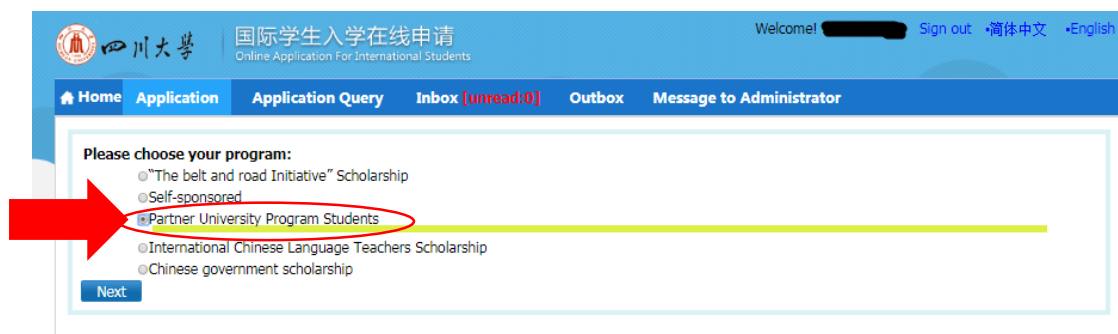 四川大学
国际学生入学在线申请
Online Application For International Students
Welcome!
Sign out •简体中文 •English
Home Application Application Query Inbox [unread:0] Outbox Message to Administrator
Please choose your program:
"The belt and road Initiative" Scholarship
Self-sponsored
Partner University Program Students
International Chinese Language Teachers Scholarship
Chinese government scholarship
Next